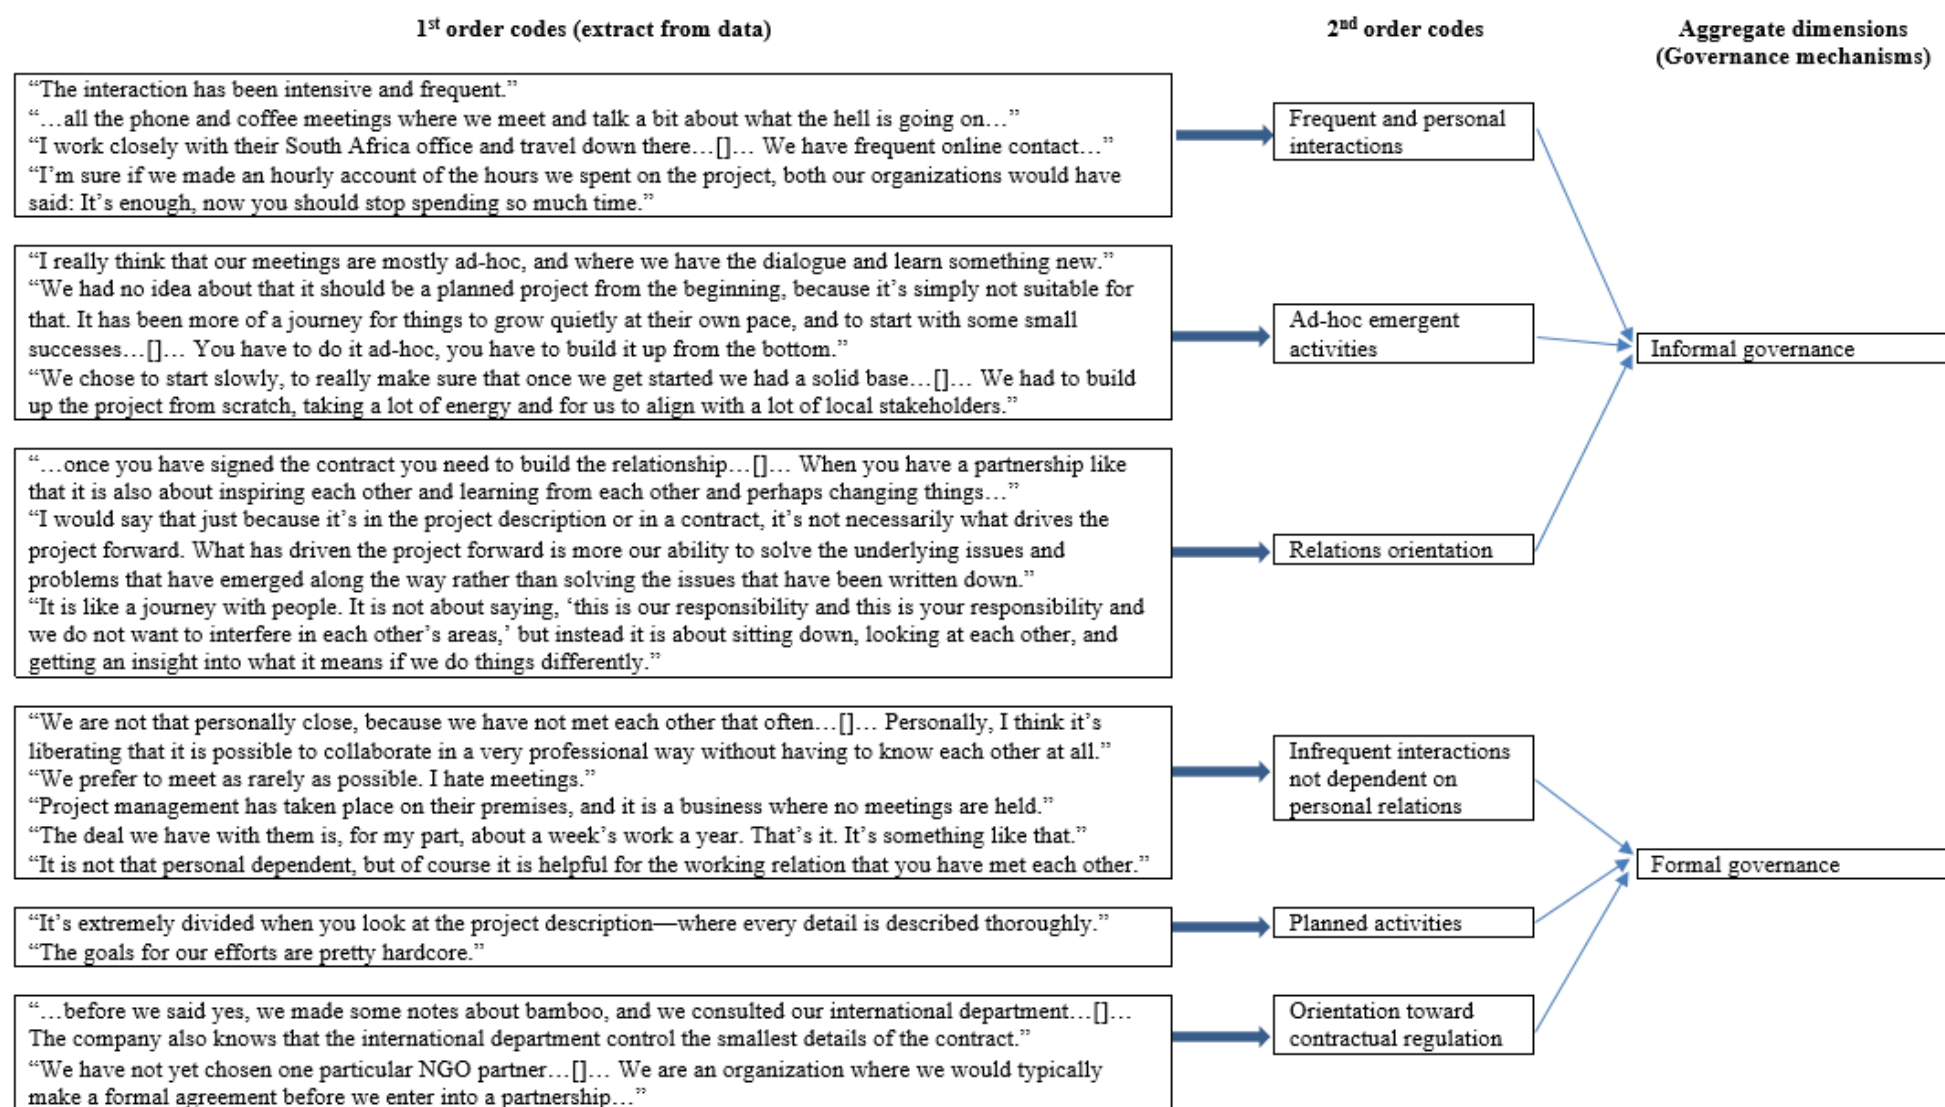 1st order codes (extract from data)
2nd order codes
Aggregate dimensions
(Governance mechanisms)
“The interaction has been intensive and frequent.”
“…all the phone and coffee meetings where we meet and talk a bit about what the hell is going on…”
“I work closely with their South Africa office and travel down there…[]… We have frequent online contact…”
“I’m sure if we made an hourly account of the hours we spent on the project, both our organizations would have
said: It’s enough, now you should stop spending so much time.”
Frequent and personal
interactions
“I really think that our meetings are mostly ad-hoc, and where we have the dialogue and learn something new.”
“We had no idea about that it should be a planned project from the beginning, because it’s simply not suitable for
that. It has been more of a journey for things to grow quietly at their own pace, and to start with some small
successes…[]… You have to do it ad-hoc, you have to build it up from the bottom.”
“We chose to start slowly, to really make sure that once we get started we had a solid base…[]… We had to build
up the project from scratch, taking a lot of energy and for us to align with a lot of local stakeholders.”
Ad-hoc emergent
activities
Informal governance
“…once you have signed the contract you need to build the relationship…[]… When you have a partnership like
that it is also about inspiring each other and learning from each other and perhaps changing things…”
“I would say that just because it’s in the project description or in a contract, it’s not necessarily what drives the
project forward. What has driven the project forward is more our ability to solve the underlying issues and
problems that have emerged along the way rather than solving the issues that have been written down.”
“It is like a journey with people. It is not about saying, ‘this is our responsibility and this is your responsibility and
we do not want to interfere in each other’s areas,’ but instead it is about sitting down, looking at each other, and
getting an insight into what it means if we do things differently.”
Relations orientation
“We are not that personally close, because we have not met each other that often…[]… Personally, I think it’s
liberating that it is possible to collaborate in a very professional way without having to know each other at all.”
“We prefer to meet as rarely as possible. I hate meetings.”
“Project management has taken place on their premises, and it is a business where no meetings are held.”
“The deal we have with them is, for my part, about a week’s work a year. That’s it. It’s something like that.”
“It is not that personal dependent, but of course it is helpful for the working relation that you have met each other.”
Infrequent interactions
not dependent on
personal relations
Formal governance
“It’s extremely divided when you look at the project description—where every detail is described thoroughly.”
“The goals for our efforts are pretty hardcore.”
Planned activities
“…before we said yes, we made some notes about bamboo, and we consulted our international department…[]…
The company also knows that the international department control the smallest details of the contract.”
“We have not yet chosen one particular NGO partner…[]… We are an organization where we would typically
make a formal agreement before we enter into a partnership…”
Orientation toward
contractual regulation